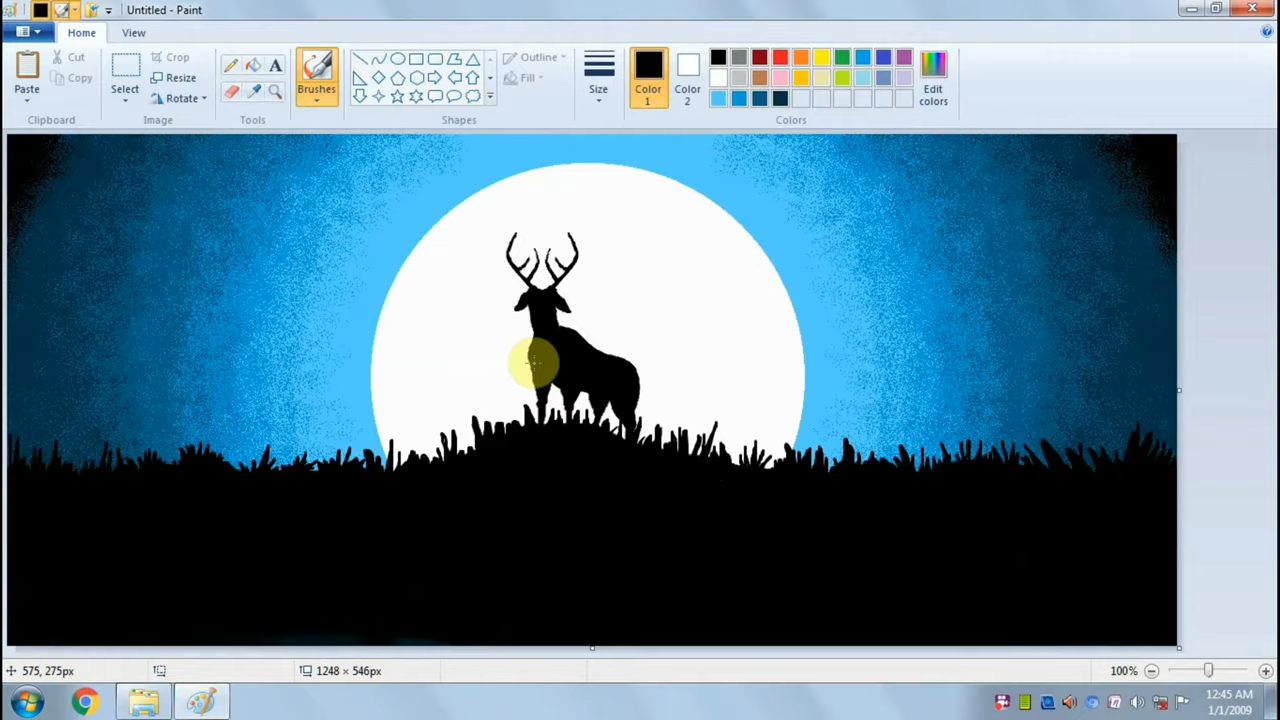 Untitled - Paint
Home View
Paste
Cut
Copy
Clipboard
Select
Crop
Resize
Rotate
Image
A
Tools
Brushes
Shapes
Outline
Fill
Size
Color 1
Color 2
Edit colors
Colors
575, 275px
1248 × 546px
100%
12:45 AM
1/1/2009